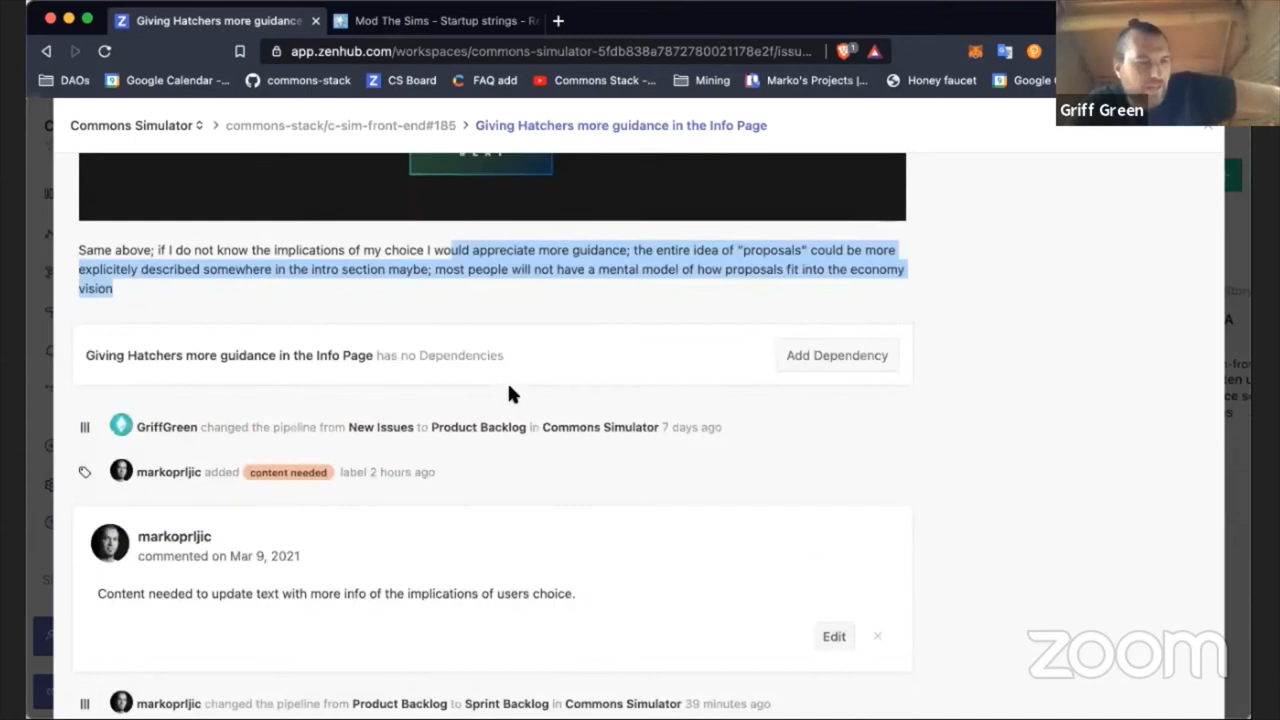 Giving Hatchers more guidance
Mod The Sims - Startup strings - Re
app.zenhub.com/workspaces/commons-simulator-5fdb838a7872780021178e2f/issu...
DAOs
Google Calendar -...
commons-stack
CS Board
FAQ add
Commons Stack -...
Mining
Marko's Projects |...
Honey faucet
Google
Griff Green
Commons Simulator
commons-stack/c-sim-front-end#185
Giving Hatchers more guidance in the Info Page
Same above; if I do not know the implications of my choice I would appreciate more guidance; the entire idea of "proposals" could be more
explicitely described somewhere in the intro section maybe; most people will not have a mental model of how proposals fit into the economy
vision
Giving Hatchers more guidance in the Info Page has no Dependencies
Add Dependency
GriffGreen changed the pipeline from New Issues to Product Backlog in Commons Simulator 7 days ago
markoprljic added content needed label 2 hours ago
markoprljic
commented on Mar 9, 2021
Content needed to update text with more info of the implications of users choice.
Edit
markoprljic changed the pipeline from Product Backlog to Sprint Backlog in Commons Simulator 39 minutes ago
zoom